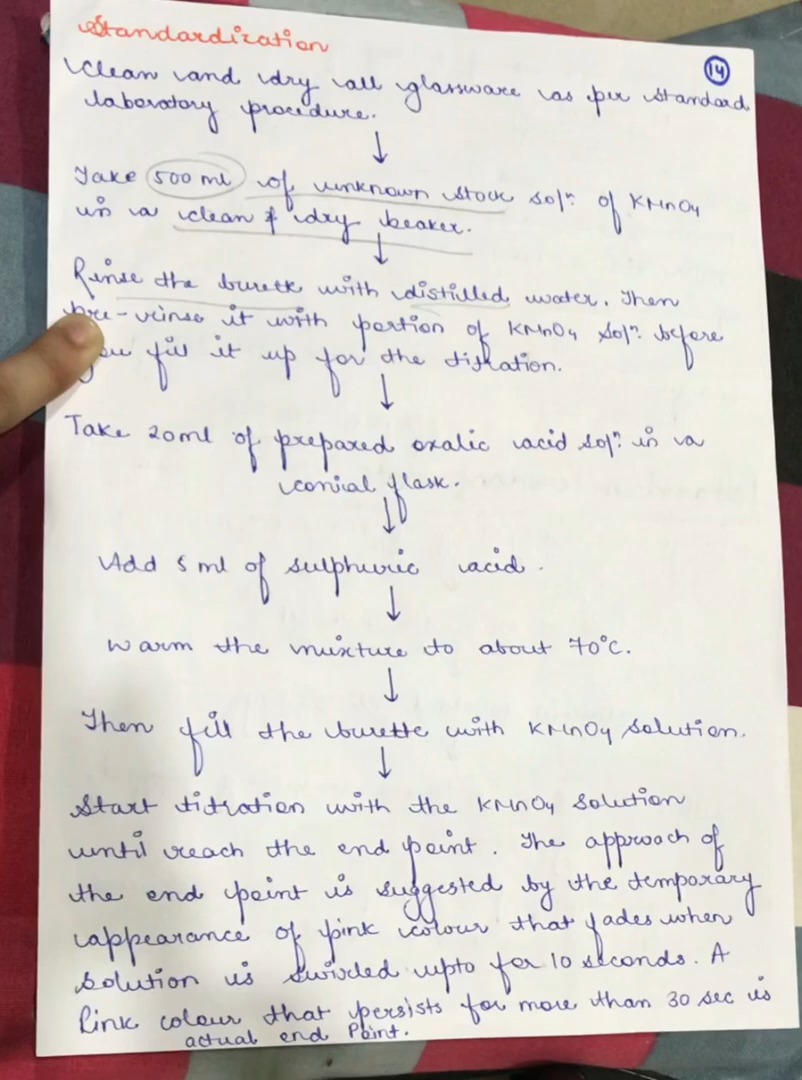 Standardization
14
Clean and dry all glassware as per standard
laboratory procedure.
↓
Take 500 ml of unknown stock solⁿ of KMnO4
in a clean & dry beaker.
↓
Rinse the burette with distilled water. Then
pre-rinse it with portion of KMnO4 solⁿ before
you fill it up for the titration.
↓
Take 20ml of prepared oxalic acid solⁿ in a
conial flask.
↓
Add 5 ml of sulphuric acid.
↓
Warm the mixture to about 70°C.
↓
Then fill the burette with KMnO4 solution.
↓
Start titration with the KMnO4 solution
until reach the end point. The approach of
the end point is suggested by the temporary
appearance of pink colour that fades when
solution is swirled upto for 10 seconds. A
Pink colour that persists for more than 30 sec is
actual end Point.